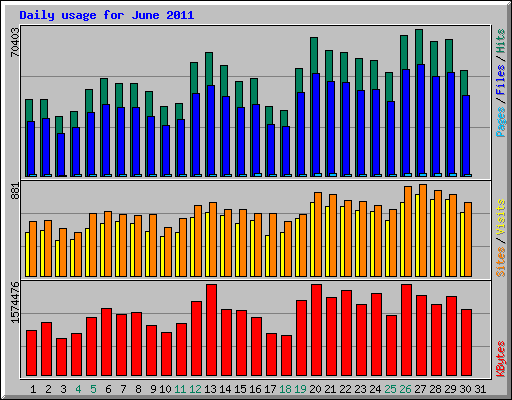 Daily usage for June 2011
70403
Pages / Files / Hits
881
Sites / Visits
1574476
KBytes
1 2 3 4 5 6 7 8 9 10 11 12 13 14 15 16 17 18 19 20 21 22 23 24 25 26 27 28 29 30 31